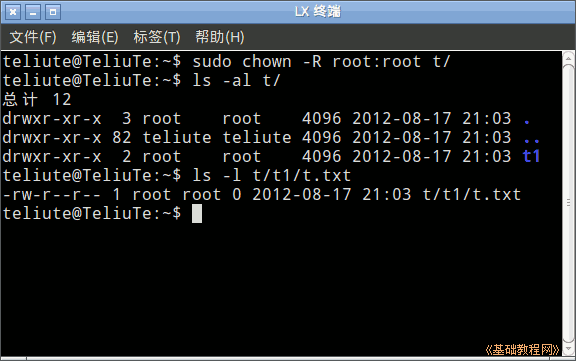 LX 终端
文件(F) 编辑(E) 标签(T) 帮助(H)
teliute@TeliuTe:~$ sudo chown -R root:root t/
teliute@TeliuTe:~$ ls -al t/
总计 12
drwxr-xr-x  3 root    root    4096 2012-08-17 21:03 .
drwxr-xr-x 82 teliute teliute 4096 2012-08-17 21:03 ..
drwxr-xr-x  2 root    root    4096 2012-08-17 21:03 t1
teliute@TeliuTe:~$ ls -l t/t1/t.txt
-rw-r--r-- 1 root root 0 2012-08-17 21:03 t/t1/t.txt
teliute@TeliuTe:~$
《基础教程网》